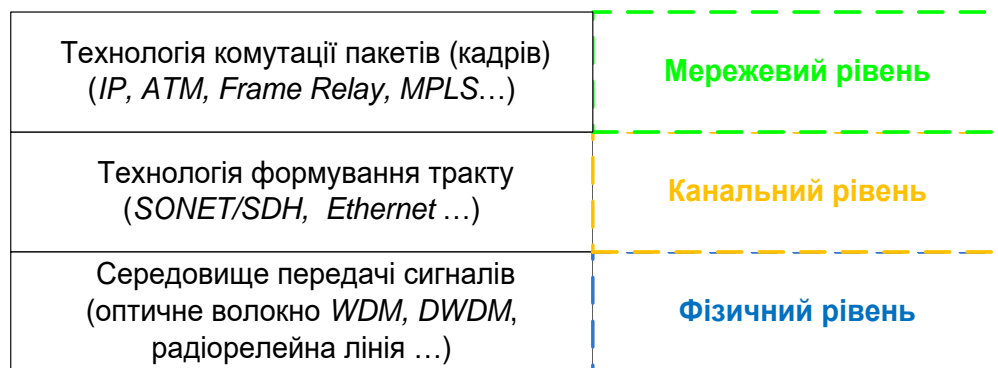 Технологія комутації пакетів (кадрів)
(IP, ATM, Frame Relay, MPLS…)
Мережевий рівень
Технологія формування тракту
(SONET/SDH, Ethernet …)
Канальний рівень
Середовище передачі сигналів
(оптичне волокно WDM, DWDM,
радіорелейна лінія …)
Фізичний рівень